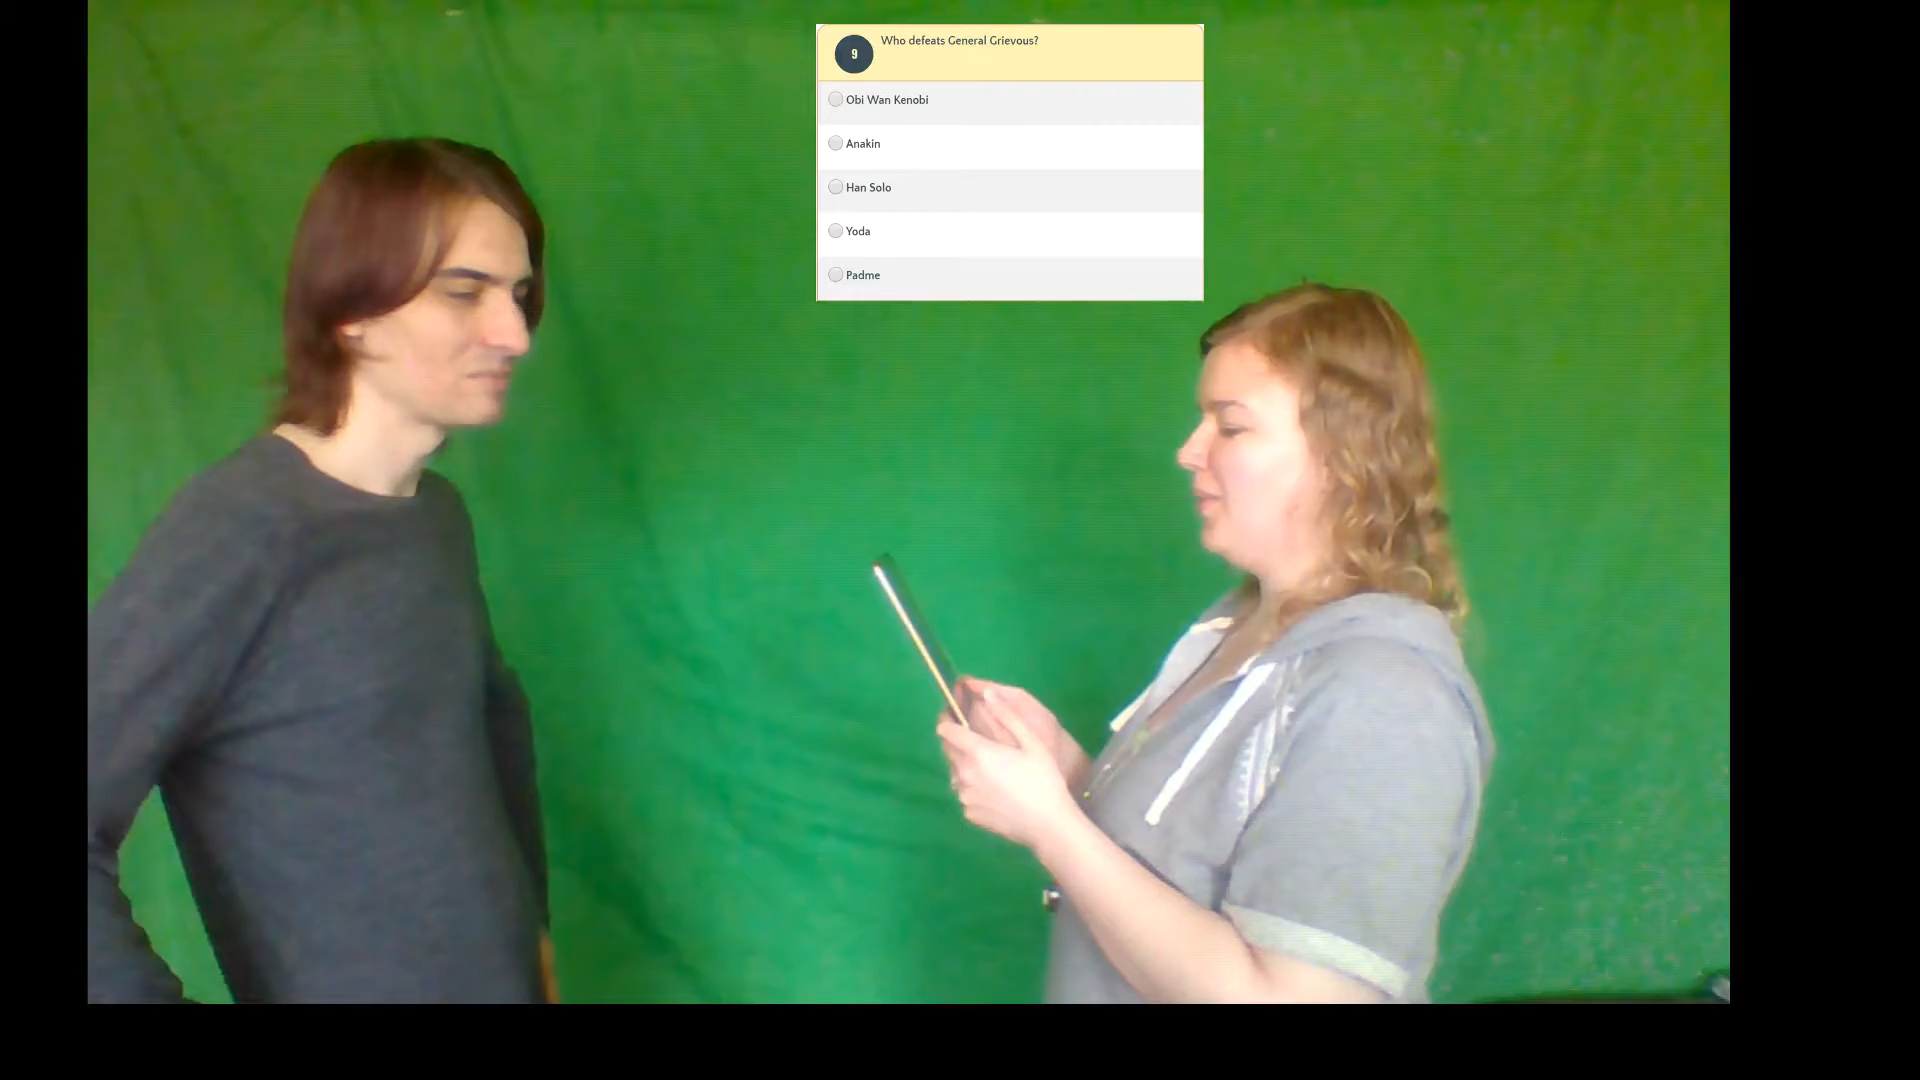 9
Who defeats General Grievous?
Obi Wan Kenobi
Anakin
Han Solo
Yoda
Padme